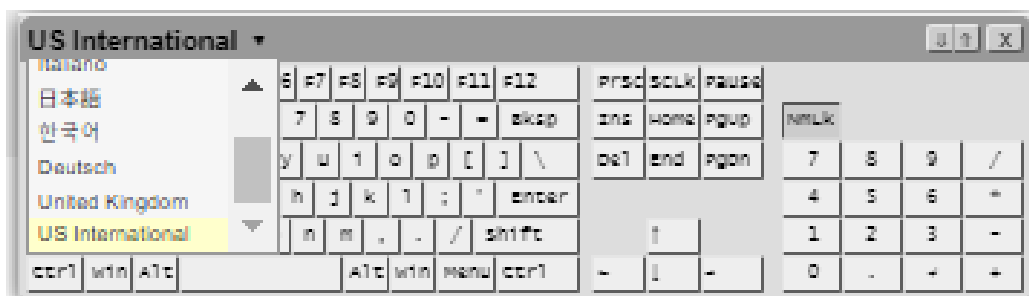 US International ▾
Italiano
日本語
한국어
Deutsch
United Kingdom
US International
6 F7 F8 F9 F10 F11 F12 PrSc ScLk Pause
7 8 9 0 - = Bksp Ins Home PgUp NmLk
y u i o p [ ] \ Del End PgDn 7 8 9 /
h j k l ; ' Enter 4 5 6 *
n m , . / Shift ↑ 1 2 3 -
Ctrl Win Alt Alt Win Menu Ctrl ← ↓ → 0 . +
⇓ ⇑ X